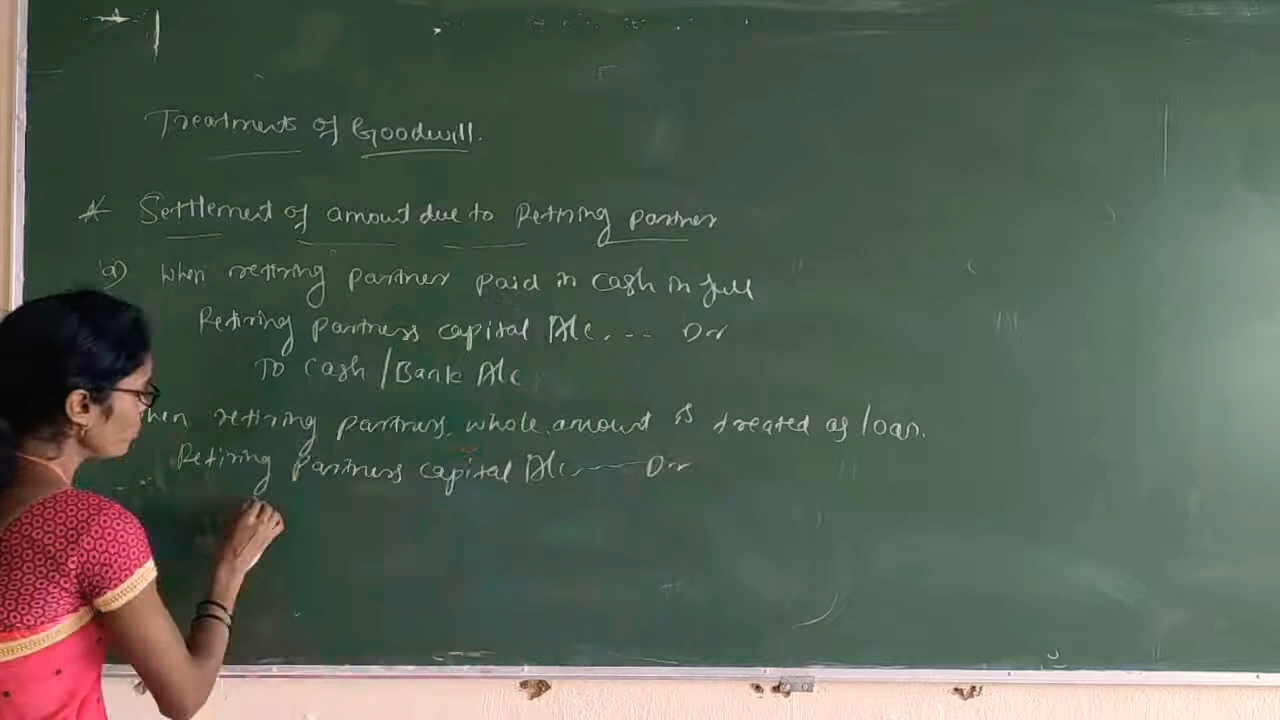 Treatments of Goodwill.
* Settlement of amount due to Retiring partner
a) when retiring partner paid in cash in full
Retiring partners capital A/c. --- Dr
To cash / Bank A/c
hen retiring partners whole amount is treated as loan.
Retiring partners capital A/c --- Dr